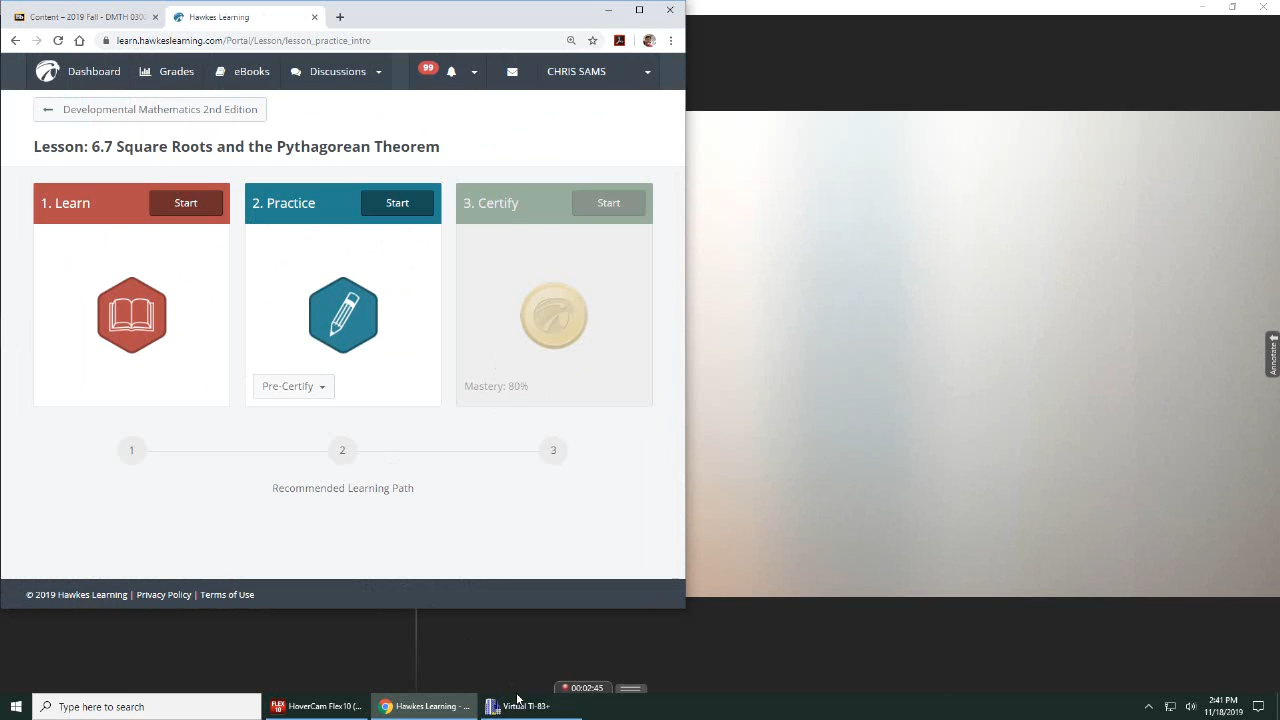 Content – 2019 Fall - DMTH 030
Hawkes Learning
learn.hawkeslearning.com/Portal/Lesson/lesson_practice_intro
Dashboard Grades eBooks Discussions 99 CHRIS SAMS
Developmental Mathematics 2nd Edition
Lesson: 6.7 Square Roots and the Pythagorean Theorem
1. Learn Start 2. Practice Start 3. Certify Start
Pre-Certify
Mastery: 80%
1 2 3
Recommended Learning Path
© 2019 Hawkes Learning | Privacy Policy | Terms of Use
Annotate
00:02:45
Type here to search
FLEX 10
HoverCam Flex10 (...
Hawkes Learning - ...
Virtual TI-83+
2:41 PM
11/18/2019